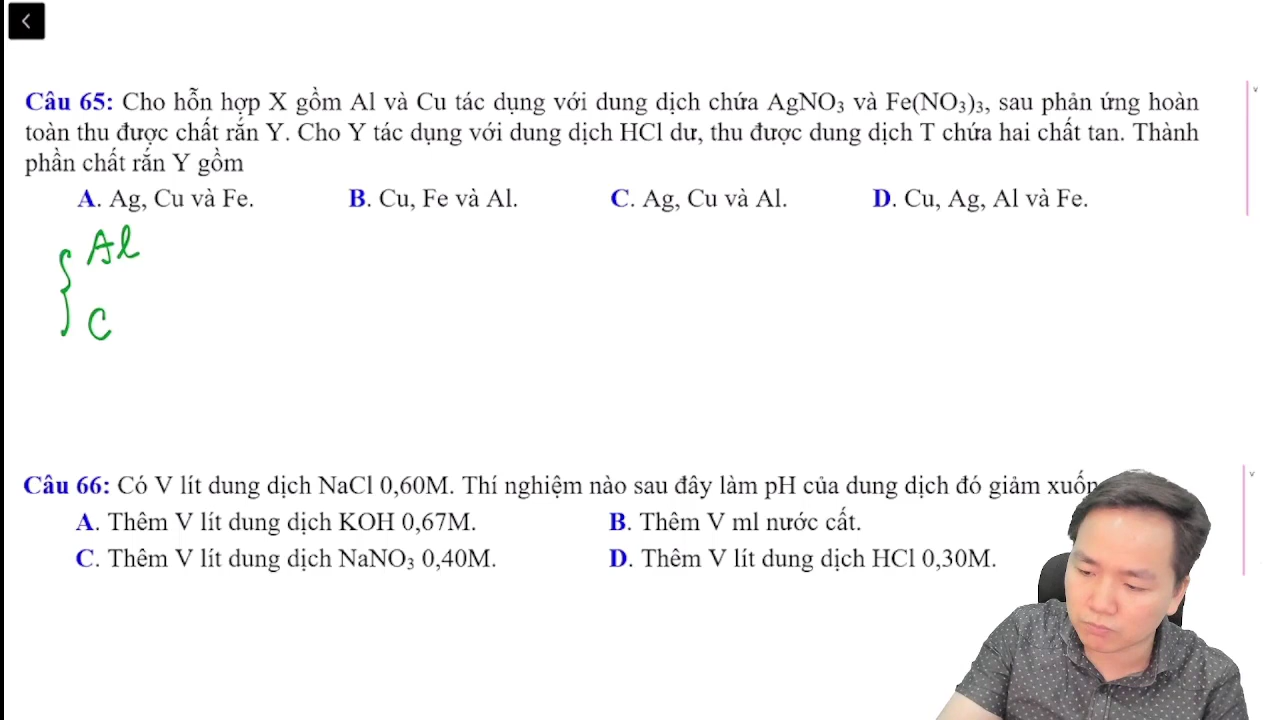 Câu 65: Cho hỗn hợp X gồm Al và Cu tác dụng với dung dịch chứa AgNO₃ và Fe(NO₃)₃, sau phản ứng hoàn
toàn thu được chất rắn Y. Cho Y tác dụng với dung dịch HCl dư, thu được dung dịch T chứa hai chất tan. Thành
phần chất rắn Y gồm
A. Ag, Cu và Fe. B. Cu, Fe và Al. C. Ag, Cu và Al. D. Cu, Ag, Al và Fe.
Al
C
Câu 66: Có V lít dung dịch NaCl 0,60M. Thí nghiệm nào sau đây làm pH của dung dịch đó giảm
A. Thêm V lít dung dịch KOH 0,67M. B. Thêm V ml nước cất.
C. Thêm V lít dung dịch NaNO₃ 0,40M. D. Thêm V lít dung dịch HCl 0,30M.